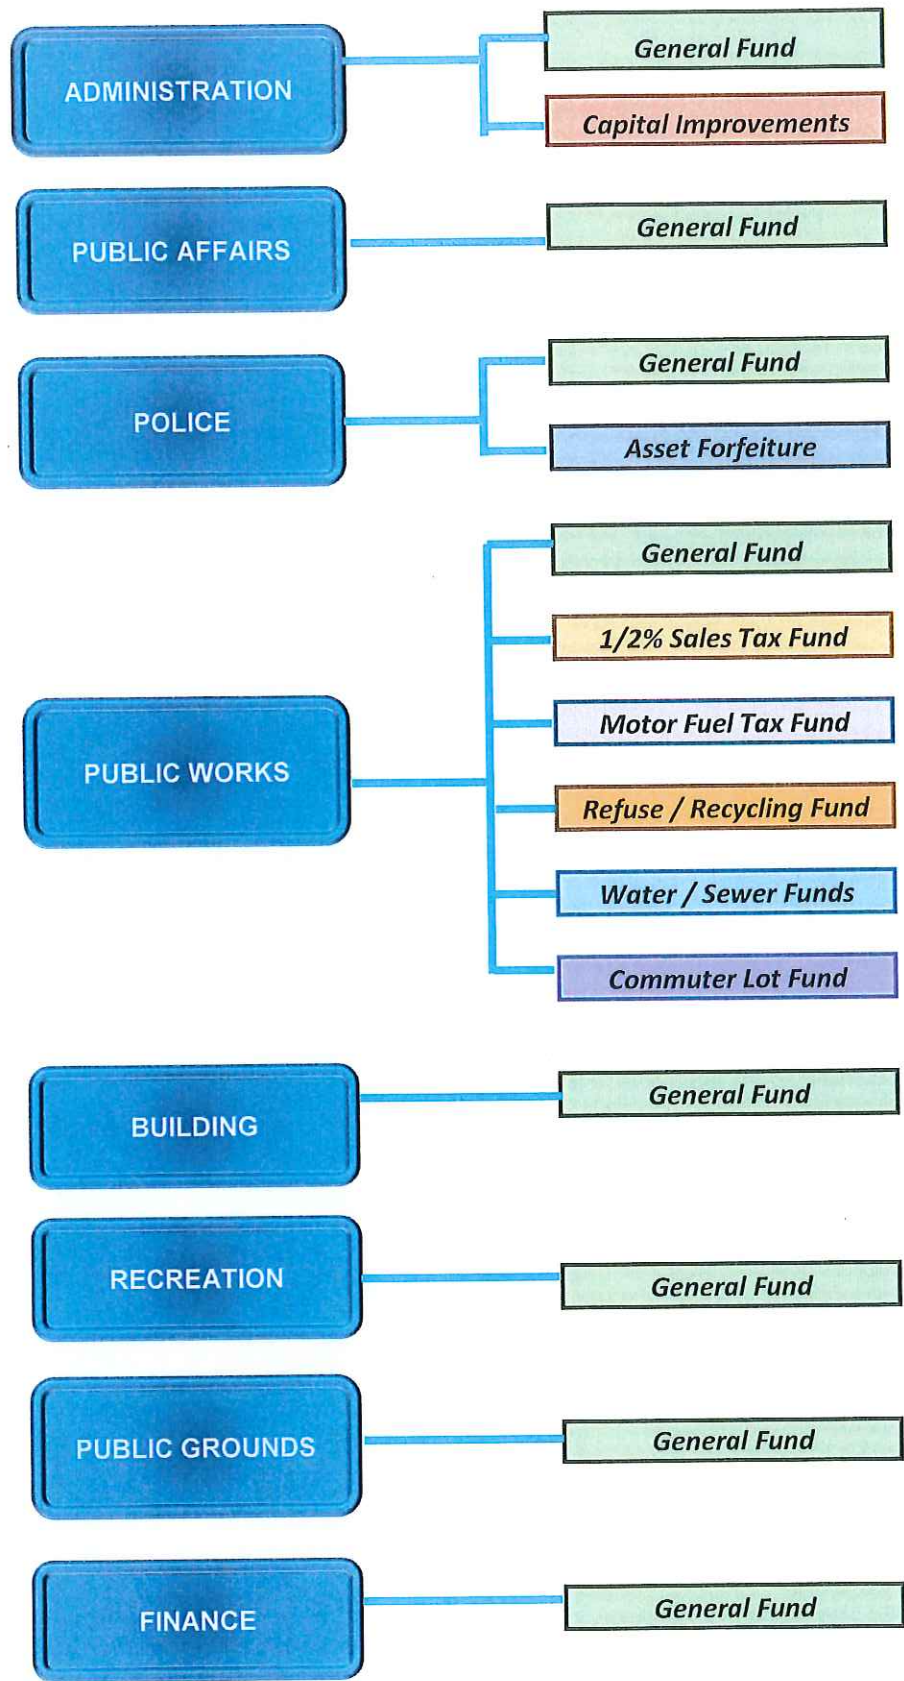 ADMINISTRATION
General Fund
Capital Improvements
PUBLIC AFFAIRS
General Fund
POLICE
General Fund
Asset Forfeiture
PUBLIC WORKS
General Fund
1/2% Sales Tax Fund
Motor Fuel Tax Fund
Refuse / Recycling Fund
Water / Sewer Funds
Commuter Lot Fund
BUILDING
General Fund
RECREATION
General Fund
PUBLIC GROUNDS
General Fund
FINANCE
General Fund